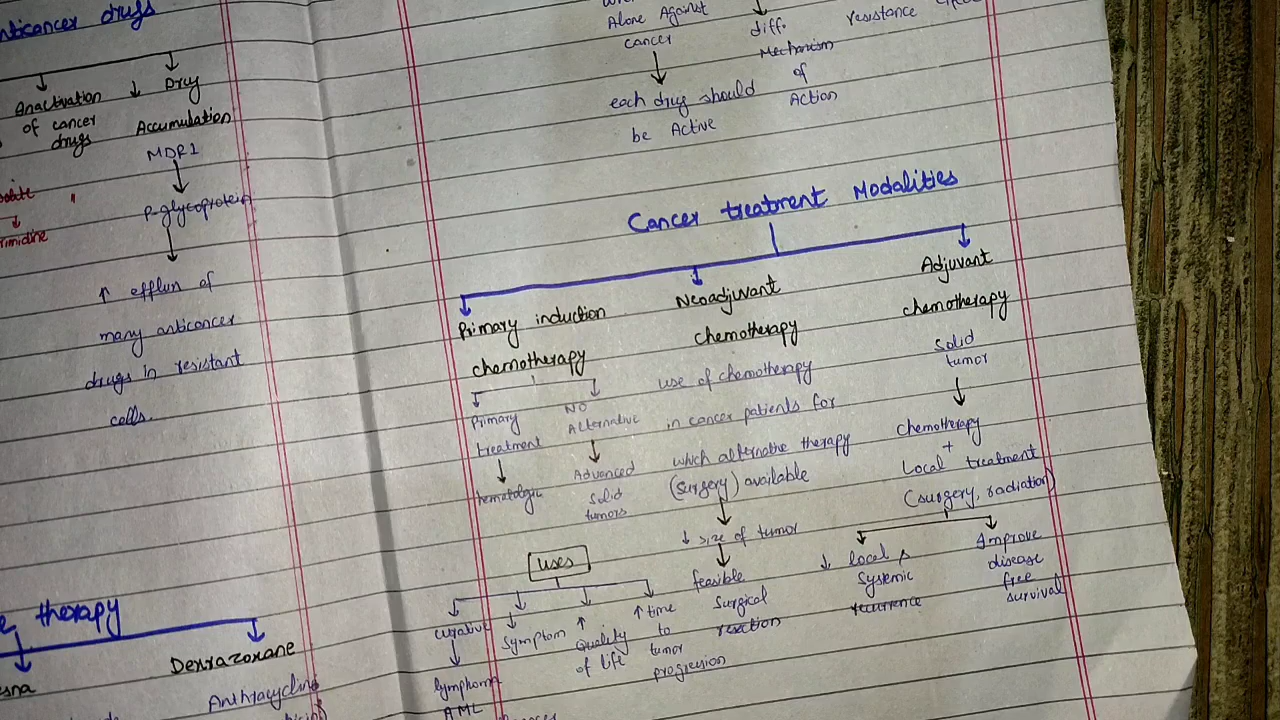 anticancer drugs
Anactivation
of cancer
drugs
↓ Drug
Accumulation
MDR1
P-glycoprotein
↑ efflux of
many anticancer
drugs in resistant
cells.
therapy
Dexrazoxane
Anthracycline
Alone Against
cancer
each drug should
be Active
diff.
Mechanism
of
Action
resistance
Cancer treatment Modalities
Primary induction
chemotherapy
Primary
treatment
hematologic
NO
Alternative
Advanced
solid
tumors
Neoadjuvant
chemotherapy
use of chemotherapy
in cancer patients for
which alternative therapy
(surgery) available
↓ size of tumor
feasible
surgical
resection
Adjuvant
chemotherapy
solid
tumor
chemotherapy
+
Local treatment
(surgery, radiation)
↓ local &
systemic
recurrence
Improve
disease
free
survival
uses
curative
lymphoma
AML
↓ symptom
↑
Quality
of life
↑ time
to
tumor
progression